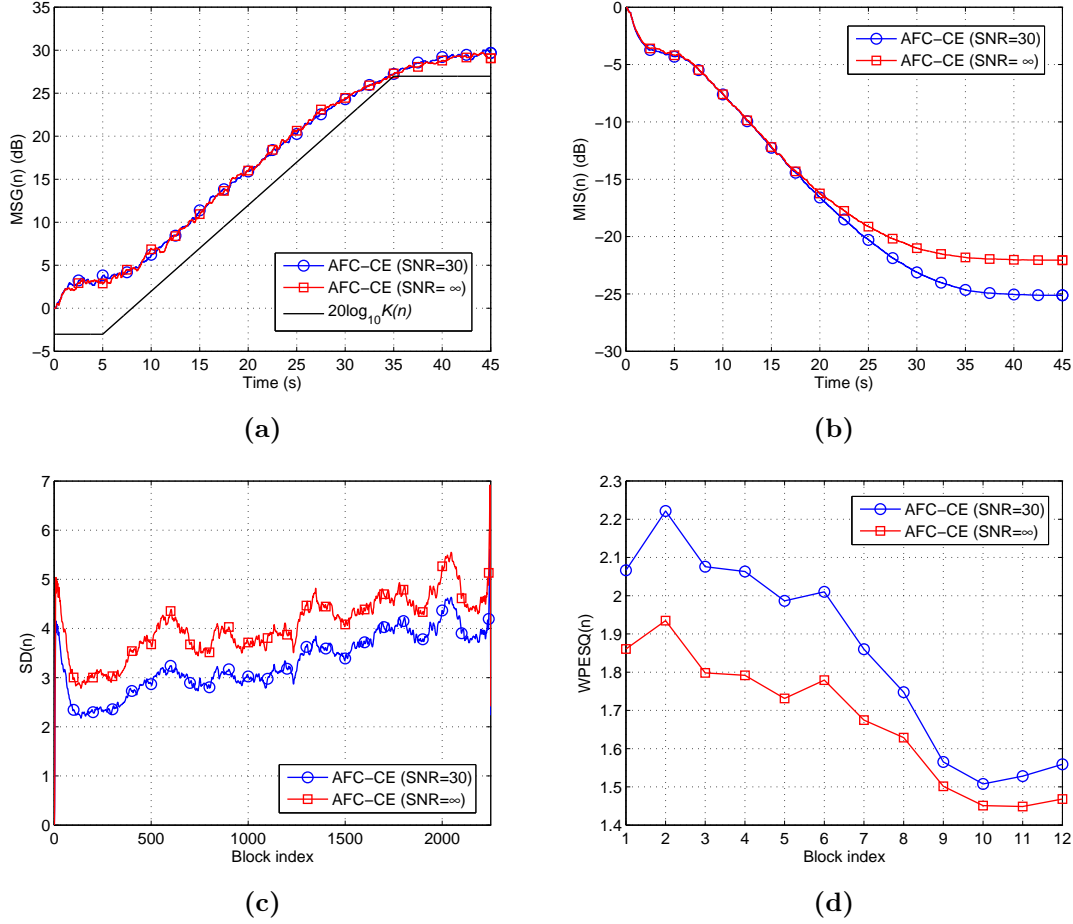 35
30
25
20
15
10
5
0
−5
MSG(n) (dB)
0 5 10 15 20 25 30 35 40 45
Time (s)
AFC−CE (SNR=30)
AFC−CE (SNR= ∞)
20log₁₀K(n)
(a)
0
−5
−10
−15
−20
−25
−30
MIS(n) (dB)
0 5 10 15 20 25 30 35 40 45
Time (s)
AFC−CE (SNR=30)
AFC−CE (SNR= ∞)
(b)
7
6
5
4
3
2
1
0
SD(n)
0 500 1000 1500 2000
Block index
AFC−CE (SNR=30)
AFC−CE (SNR=∞)
(c)
2.3
2.2
2.1
2
1.9
1.8
1.7
1.6
1.5
1.4
WPESQ(n)
1 2 3 4 5 6 7 8 9 10 11 12
Block index
AFC−CE (SNR=30)
AFC−CE (SNR=∞)
(d)